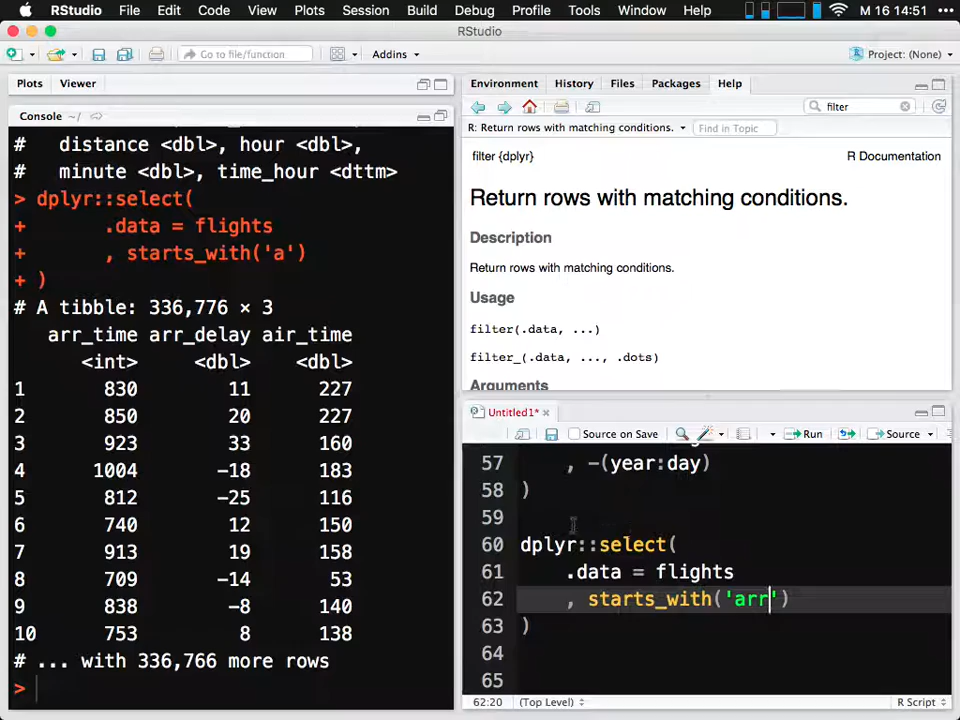 RStudio File Edit Code View Plots Session Build Debug Profile Tools Window Help M 16 14:51
RStudio
Go to file/function Addins Project: (None)
Plots Viewer
Console ~/
# distance <dbl>, hour <dbl>,
# minute <dbl>, time_hour <dttm>
> dplyr::select(
+ .data = flights
+ , starts_with('a')
+ )
# A tibble: 336,776 × 3
arr_time arr_delay air_time
<int> <dbl> <dbl>
1 830 11 227
2 850 20 227
3 923 33 160
4 1004 -18 183
5 812 -25 116
6 740 12 150
7 913 19 158
8 709 -14 53
9 838 -8 140
10 753 8 138
# ... with 336,766 more rows
>
Environment History Files Packages Help
filter
R: Return rows with matching conditions. Find in Topic
filter {dplyr} R Documentation
Return rows with matching conditions.
Description
Return rows with matching conditions.
Usage
filter(.data, ...)
filter_(.data, ..., .dots)
Arguments
Untitled1*
Source on Save Run Source
57 , -(year:day)
58 )
59
60 dplyr::select(
61 .data = flights
62 , starts_with('arr')
63 )
64
65
62:20 (Top Level) R Script